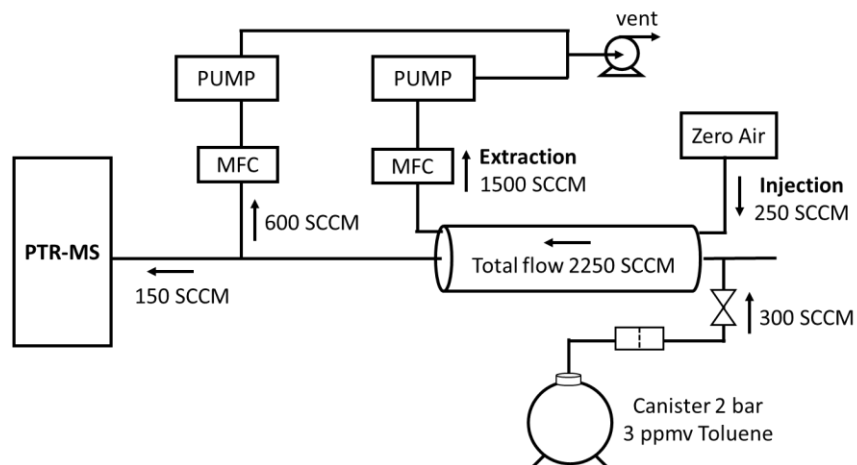 vent
PUMP
PUMP
Zero Air
MFC
MFC
Extraction
1500 SCCM
Injection
250 SCCM
600 SCCM
PTR-MS
Total flow 2250 SCCM
150 SCCM
300 SCCM
Canister 2 bar
3 ppmv Toluene